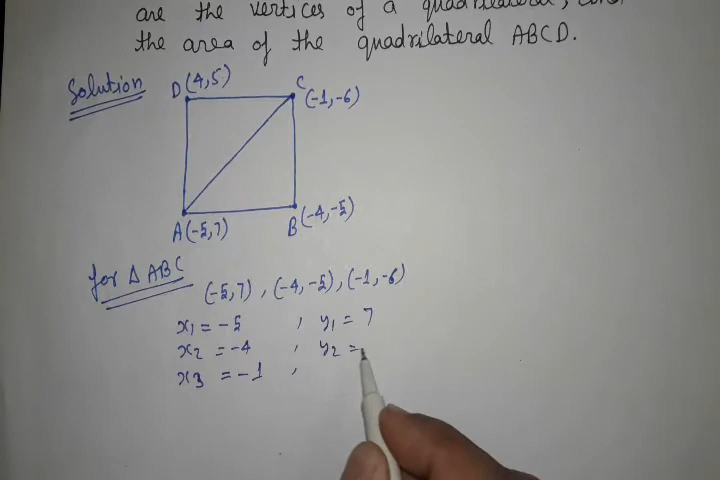 are the vertices of a quadrilateral,
the area of the quadrilateral ABCD.
Solution
D(4,5) C
(-1,-6)
A(-5,7) B(-4,-5)
for Δ ABC
(-5,7), (-4,-5), (-1,-6)
x1 = -5 , y1 = 7
x2 = -4 , y2 =
x3 = -1 ,